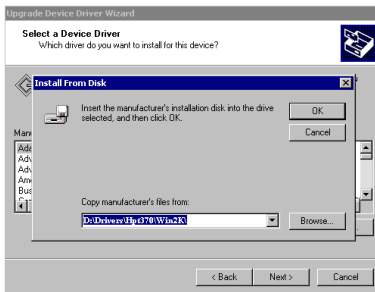 Upgrade Device Driver Wizard
Select a Device Driver
Which driver do you want to install for this device?
Install From Disk
Insert the manufacturer's installation disk into the drive
selected, and then click OK.
OK
Cancel
Copy manufacturer's files from:
D:\Drivers\Hpt370\Win2K\
Browse...
< Back
Next >
Cancel